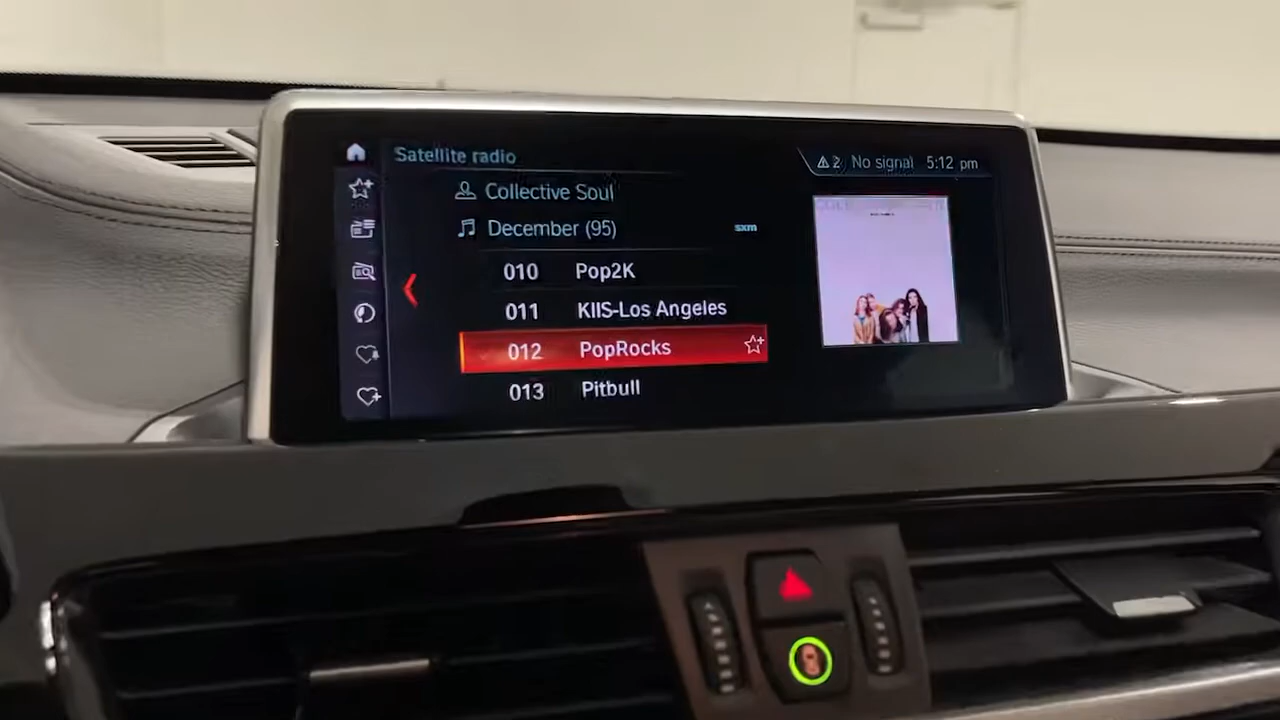 Satellite radio
2 No signal 5:12 pm
Collective Soul
December (95) sxm
010 Pop2K
011 KIIS-Los Angeles
012 PopRocks
013 Pitbull